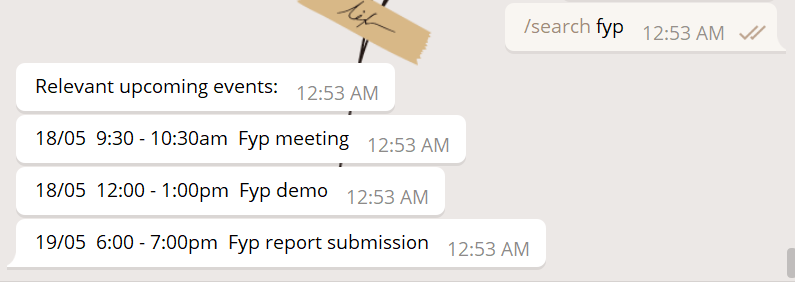 /search fyp 12:53 AM
Relevant upcoming events: 12:53 AM
18/05 9:30 - 10:30am Fyp meeting 12:53 AM
18/05 12:00 - 1:00pm Fyp demo 12:53 AM
19/05 6:00 - 7:00pm Fyp report submission 12:53 AM